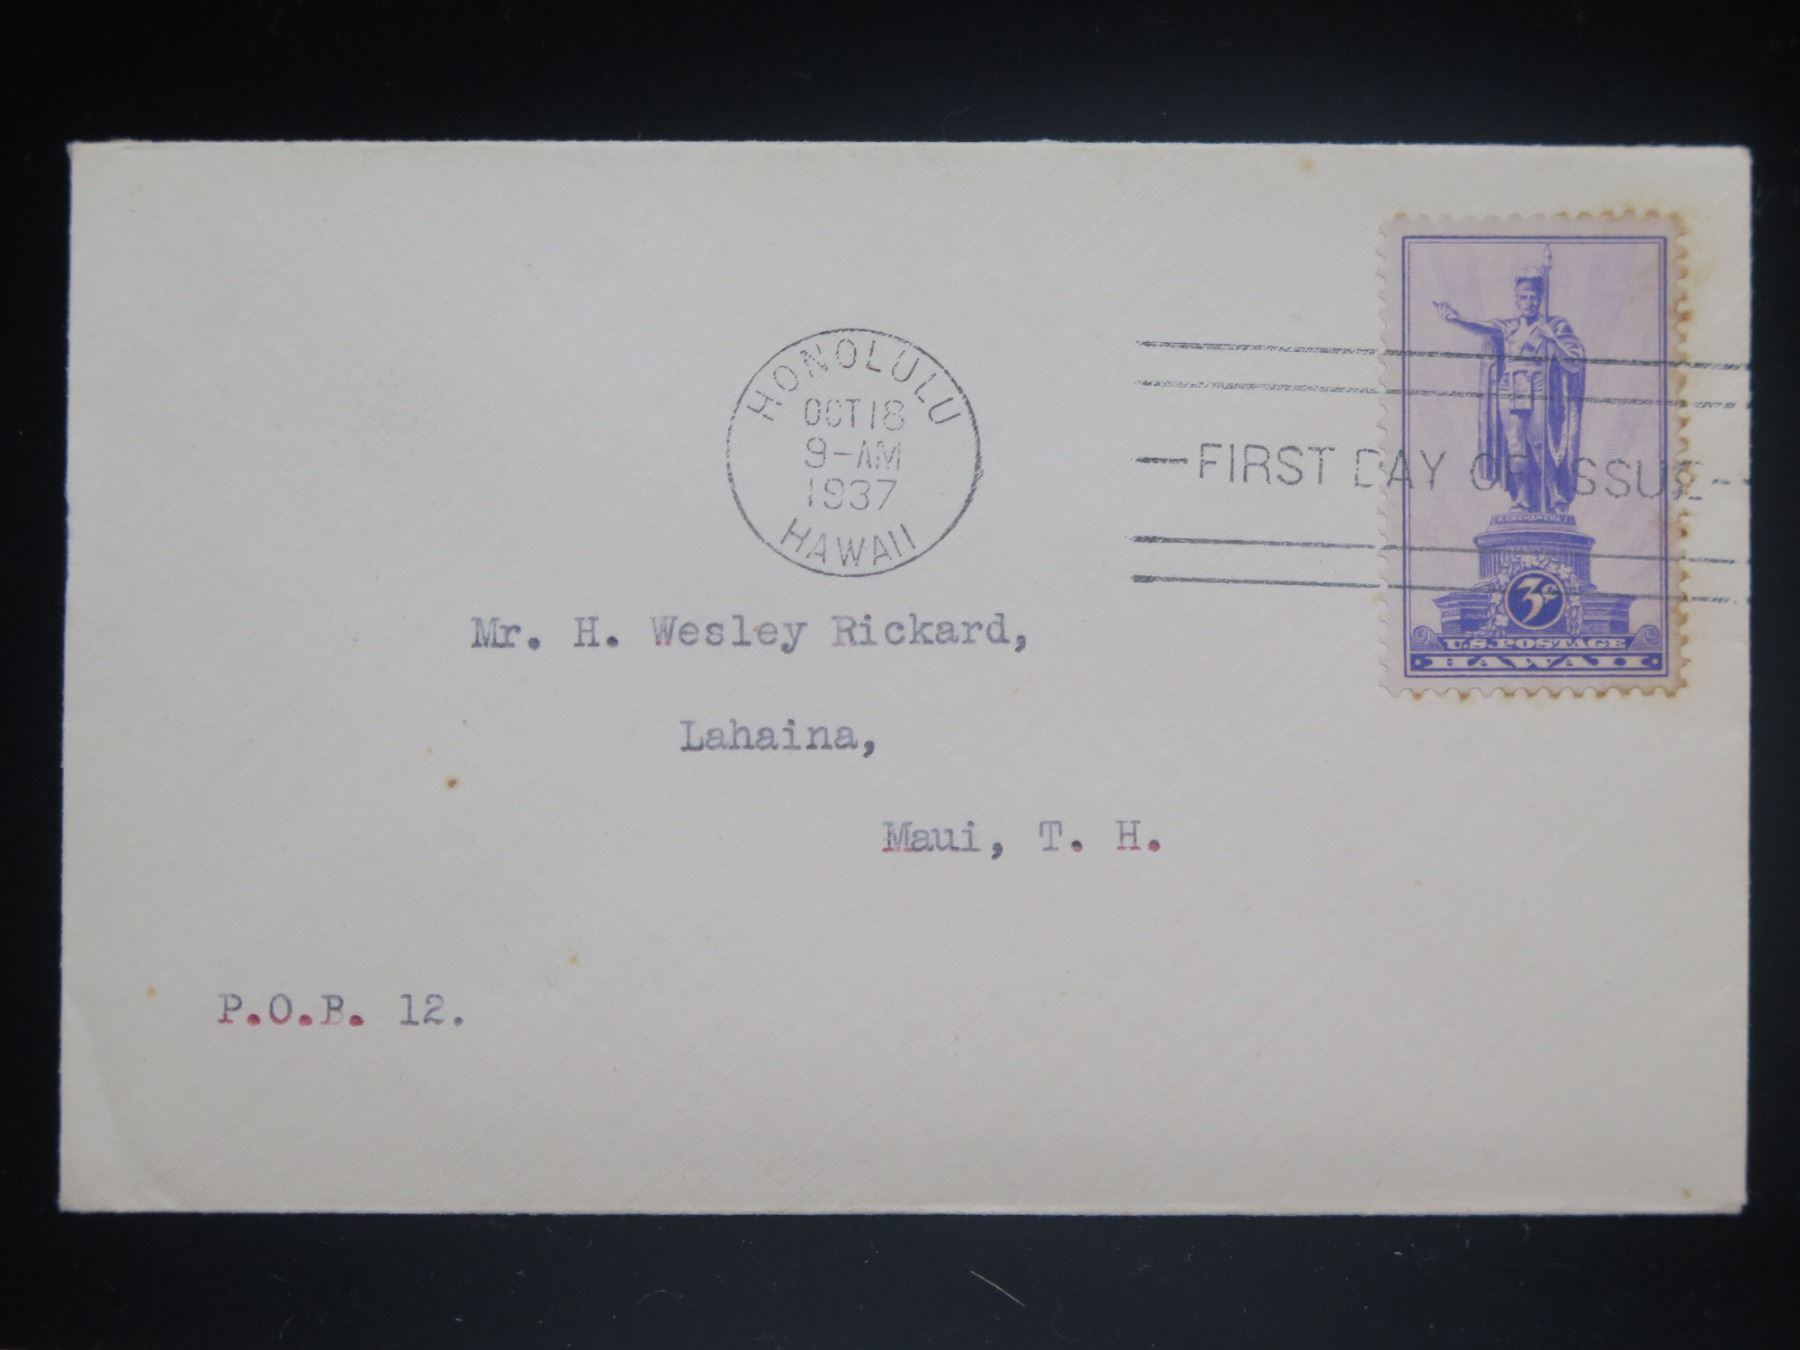 HONOLULU
OCT 18
9-AM
1937
HAWAII
FIRST DAY OF ISSUE
KAMEHAMEHA I
3¢
U.S. POSTAGE
HAWAII
Mr. H. Wesley Rickard,
Lahaina,
Maui, T. H.
P.O.B. 12.